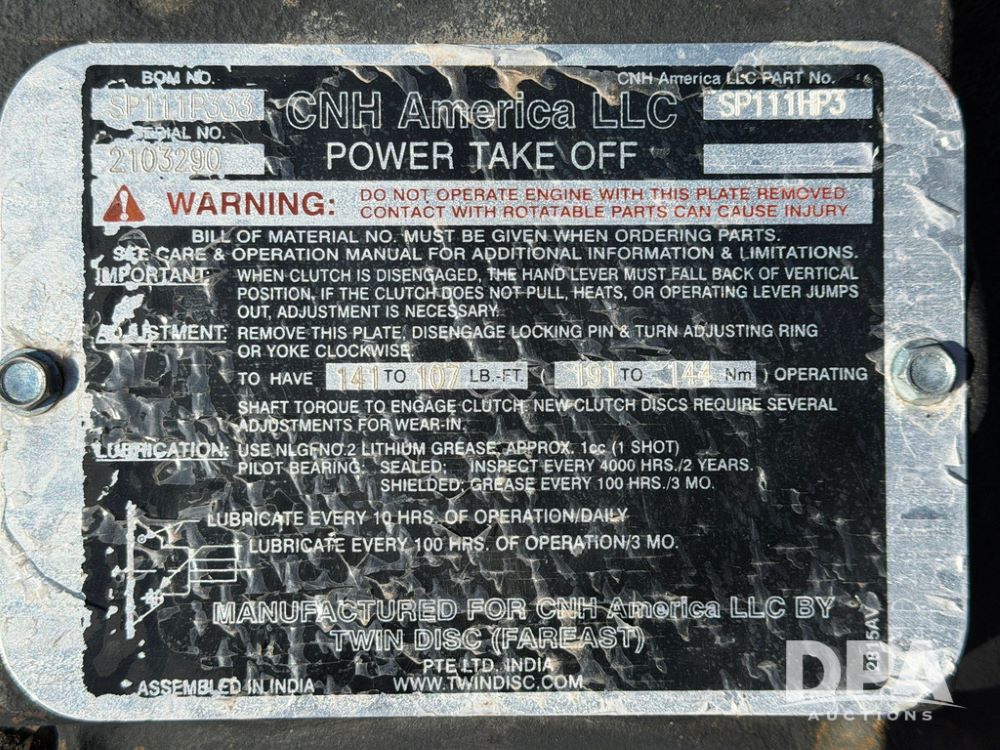 BOM NO.
SP111P333
SERIAL NO.
2103290
CNH America LLC
POWER TAKE OFF
CNH America LLC PART No.
SP111HP3
WARNING: DO NOT OPERATE ENGINE WITH THIS PLATE REMOVED
CONTACT WITH ROTATABLE PARTS CAN CAUSE INJURY
BILL OF MATERIAL NO. MUST BE GIVEN WHEN ORDERING PARTS.
SEE CARE & OPERATION MANUAL FOR ADDITIONAL INFORMATION & LIMITATIONS.
IMPORTANT: WHEN CLUTCH IS DISENGAGED, THE HAND LEVER MUST FALL BACK OF VERTICAL
POSITION. IF THE CLUTCH DOES NOT PULL, HEATS, OR OPERATING LEVER JUMPS
OUT, ADJUSTMENT IS NECESSARY.
ADJUSTMENT: REMOVE THIS PLATE, DISENGAGE LOCKING PIN & TURN ADJUSTING RING
OR YOKE CLOCKWISE.
TO HAVE 141 TO 107 LB.-FT. 191 TO 144 Nm ) OPERATING
SHAFT TORQUE TO ENGAGE CLUTCH. NEW CLUTCH DISCS REQUIRE SEVERAL
ADJUSTMENTS FOR WEAR-IN.
LUBRICATION: USE NLGI NO.2 LITHIUM GREASE, APPROX. 1cc (1 SHOT)
PILOT BEARING: SEALED; INSPECT EVERY 4000 HRS./2 YEARS.
SHIELDED; GREASE EVERY 100 HRS./3 MO.
LUBRICATE EVERY 10 HRS. OF OPERATION/DAILY
LUBRICATE EVERY 100 HRS. OF OPERATION/3 MO.
MANUFACTURED FOR CNH America LLC BY
TWIN DISC (FAREAST)
PTE LTD. INDIA
ASSEMBLED IN INDIA WWW.TWINDISC.COM
DPA
AUCTIONS